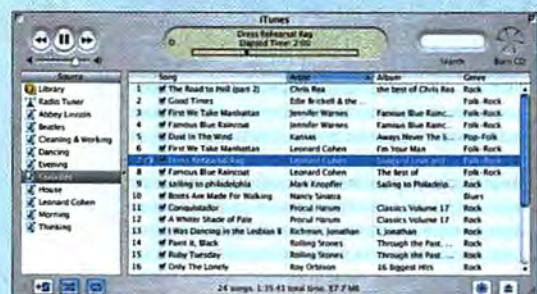 iTunes
Dress Rehearsal Rag
Elapsed Time: 2:00
Search
Burn CD
Source
Song Artist Album Genre
Library
Radio Tuner
Abbey Lincoln
Beatles
Cleaning & Working
Dancing
Evening
Favorites
House
Leonard Cohen
Morning
Thinking
1 The Road to Hell (part 2) Chris Rea the best of Chris Rea Rock
2 Good Times Edie Brickell & the ... Folk-Rock
3 First We Take Manhattan Jennifer Warnes Famous Blue Rainc... Folk-Rock
4 Famous Blue Raincoat Jennifer Warnes Famous Blue Rainc... Folk-Rock
5 Dust In The Wind Kansas Always Never The S... Pop-Folk
6 First We Take Manhattan Leonard Cohen I'm Your Man Folk-Rock
7 Dress Rehearsal Rag Leonard Cohen
8 Famous Blue Raincoat Leonard Cohen The Best of Folk-Rock
9 sailing to philadelphia Mark Knopfler Sailing to Philadelp... Rock
10 Boots Are Made For Walking Nancy Sinatra Blues
11 Conquistador Procul Harum Classics Volume 17 Rock
12 A Whiter Shade of Pale Procul Harum Classics Volume 17 Rock
13 I Was Dancing in the Lesbian B Richman, Jonathan I, Jonathan Rock
14 Paint It, Black Rolling Stones Through the Past, ... Rock
15 Ruby Tuesday Rolling Stones Through the Past, ... Rock
16 Only The Lonely Roy Orbison 16 Biggest Hits Rock
24 songs, 1:35:43 total time, 87.7 MB